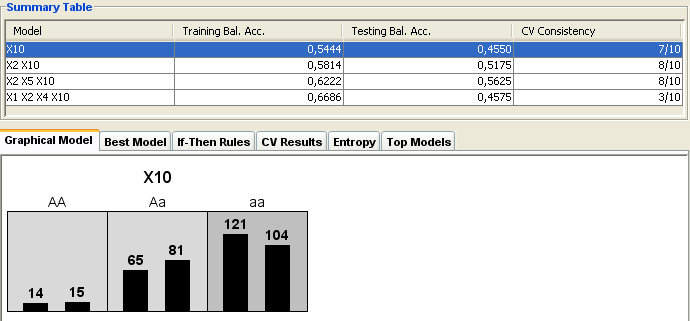 Summary Table
Model Training Bal. Acc. Testing Bal. Acc. CV Consistency
X10 0,5444 0,4550 7/10
X2 X10 0,5814 0,5175 8/10
X2 X5 X10 0,6222 0,5625 8/10
X1 X2 X4 X10 0,6686 0,4575 3/10
Graphical Model Best Model If-Then Rules CV Results Entropy Top Models
X10
AA Aa aa
14 15 65 81 121 104